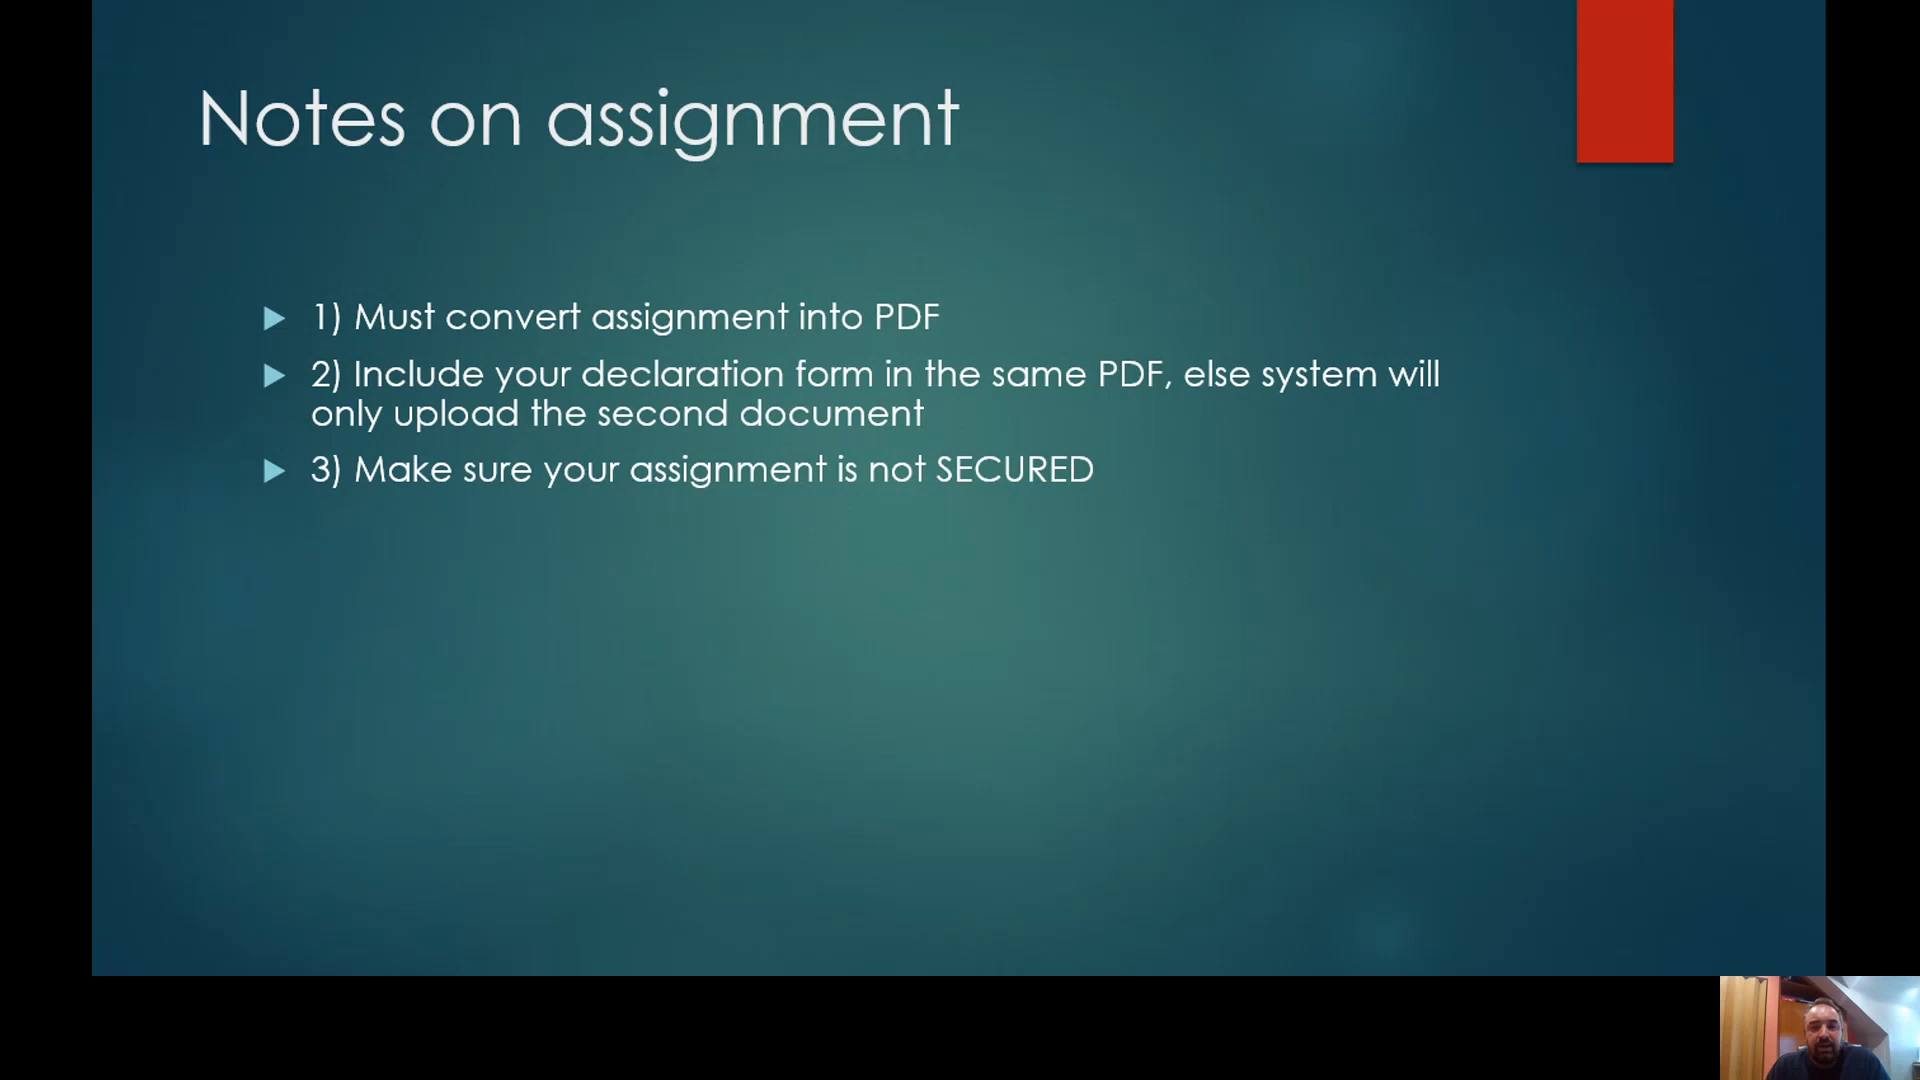 Notes on assignment
1) Must convert assignment into PDF
2) Include your declaration form in the same PDF, else system will
only upload the second document
3) Make sure your assignment is not SECURED